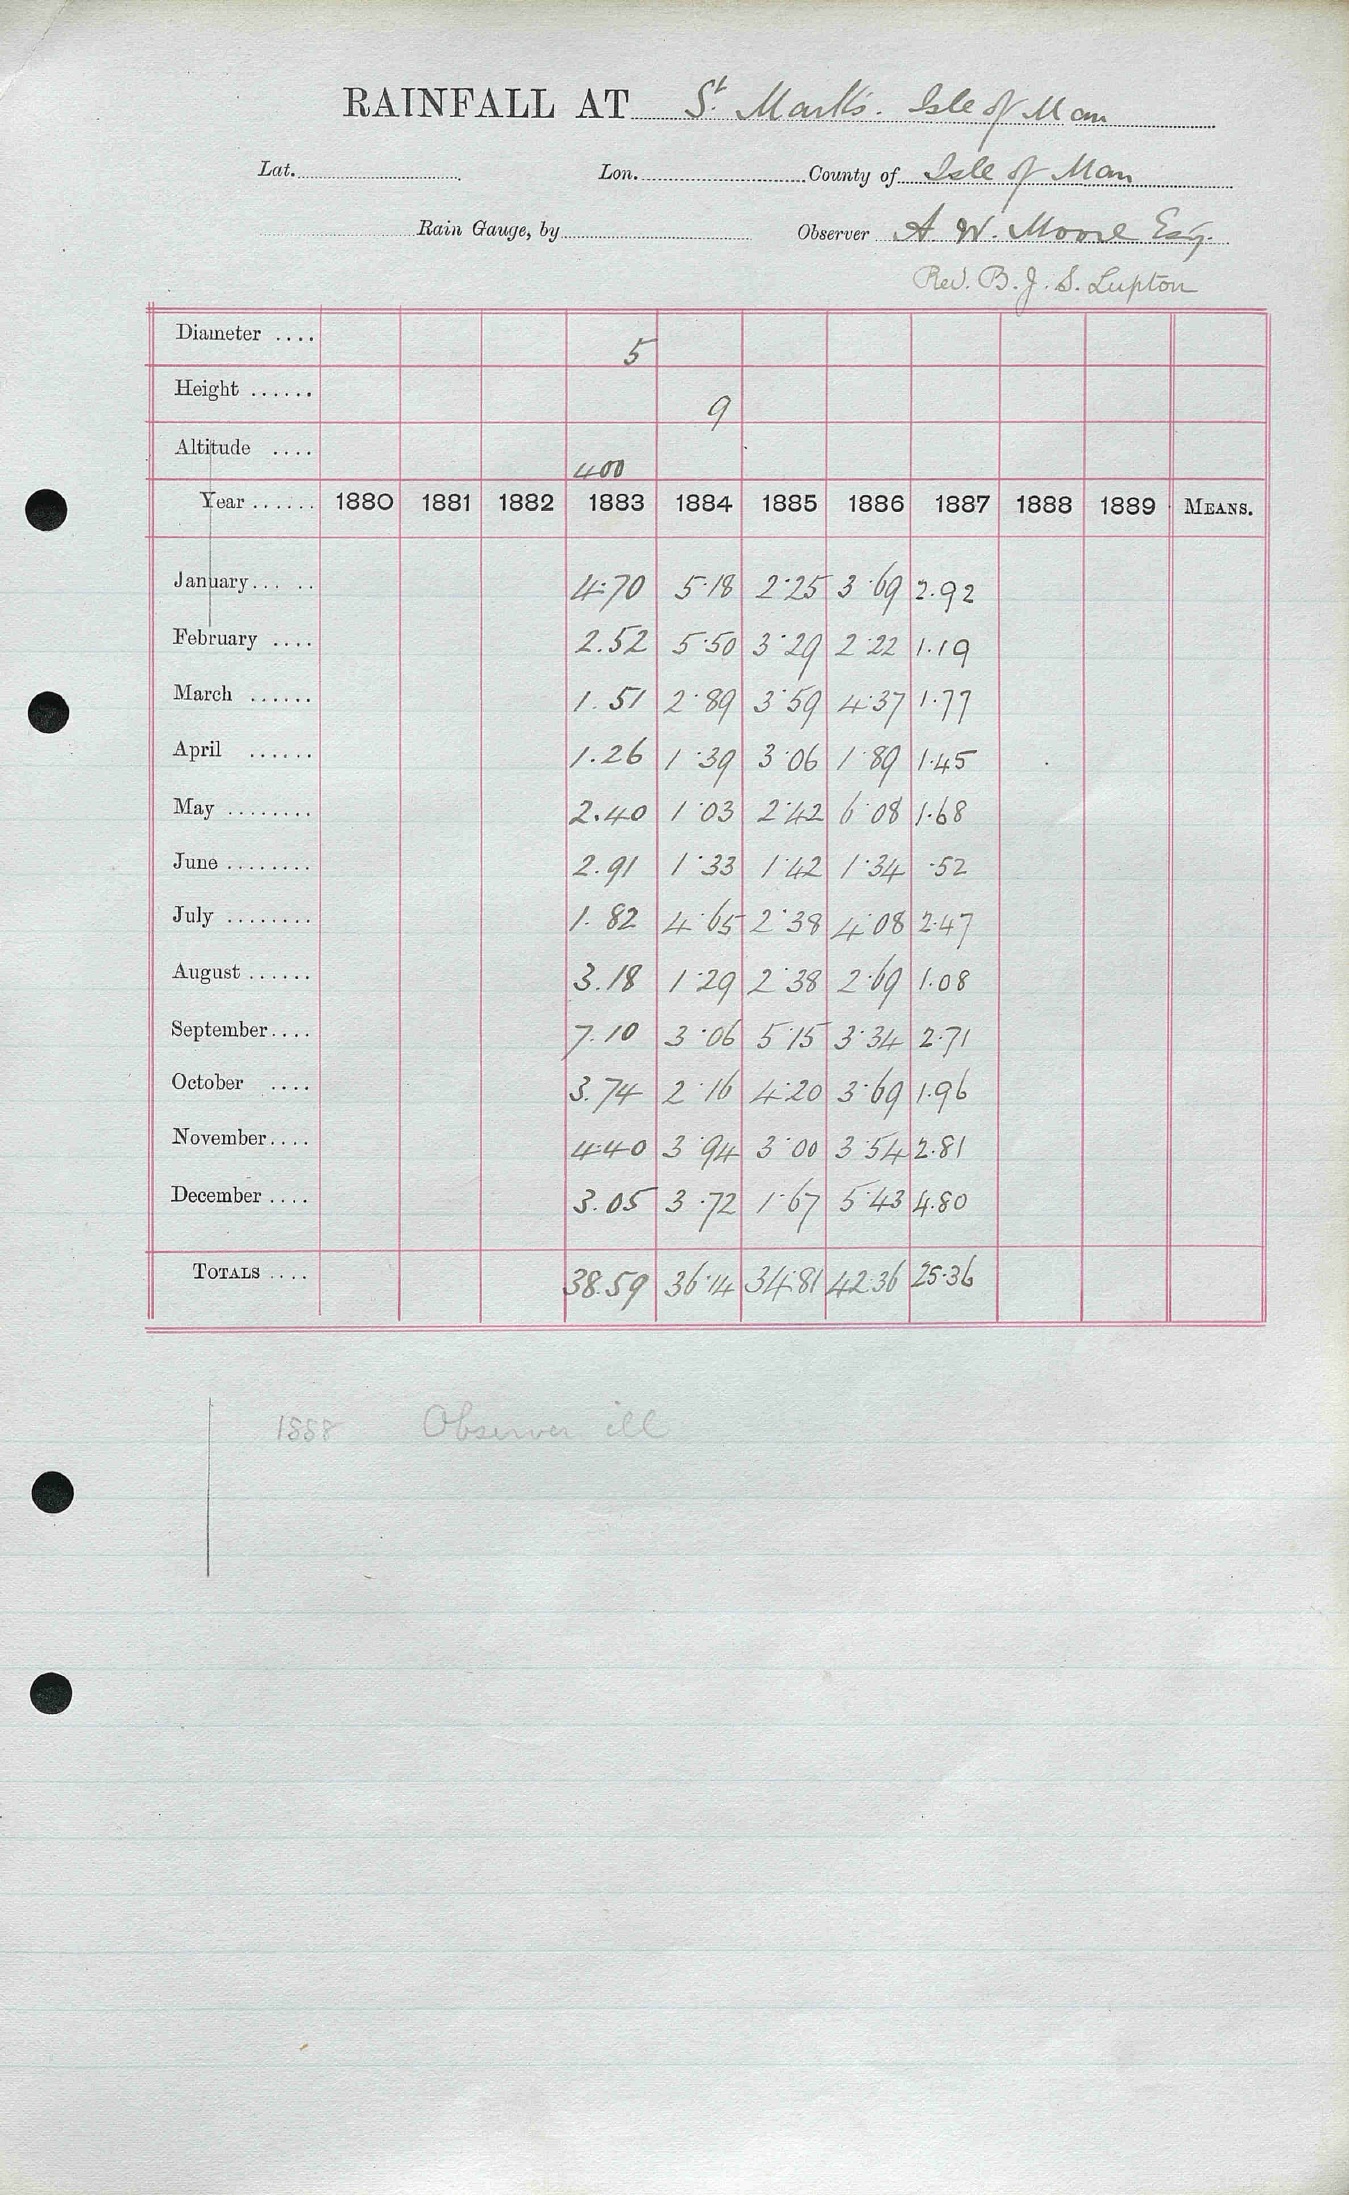 RAINFALL AT St. Mark's. Isle of Man
Lat. Lon. County of Isle of Man
Rain Gauge, by Observer A. W. Moore Esq.
Rev. B. J. S. Lupton
Diameter .... 5
Height ...... 9
Altitude .... 400
Year ...... 1880 1881 1882 1883 1884 1885 1886 1887 1888 1889 MEANS.
January... .. 4.70 5.18 2.25 3.69 2.92
February .... 2.52 5.50 3.29 2.22 1.19
March ...... 1.51 2.89 3.59 4.37 1.77
April ...... 1.26 1.39 3.06 1.89 1.45
May ........ 2.40 1.03 2.42 6.08 1.68
June ........ 2.91 1.33 1.42 1.34 .52
July ........ 1.82 4.65 2.38 4.08 2.47
August ...... 3.18 1.29 2.38 2.69 1.08
September.... 7.10 3.06 5.15 3.34 2.71
October .... 3.74 2.16 4.20 3.69 1.96
November.... 4.40 3.94 3.00 3.54 2.81
December .... 3.05 3.72 1.67 5.43 4.80
TOTALS .... 38.59 36.14 34.81 42.36 25.36
1888 Observer ill